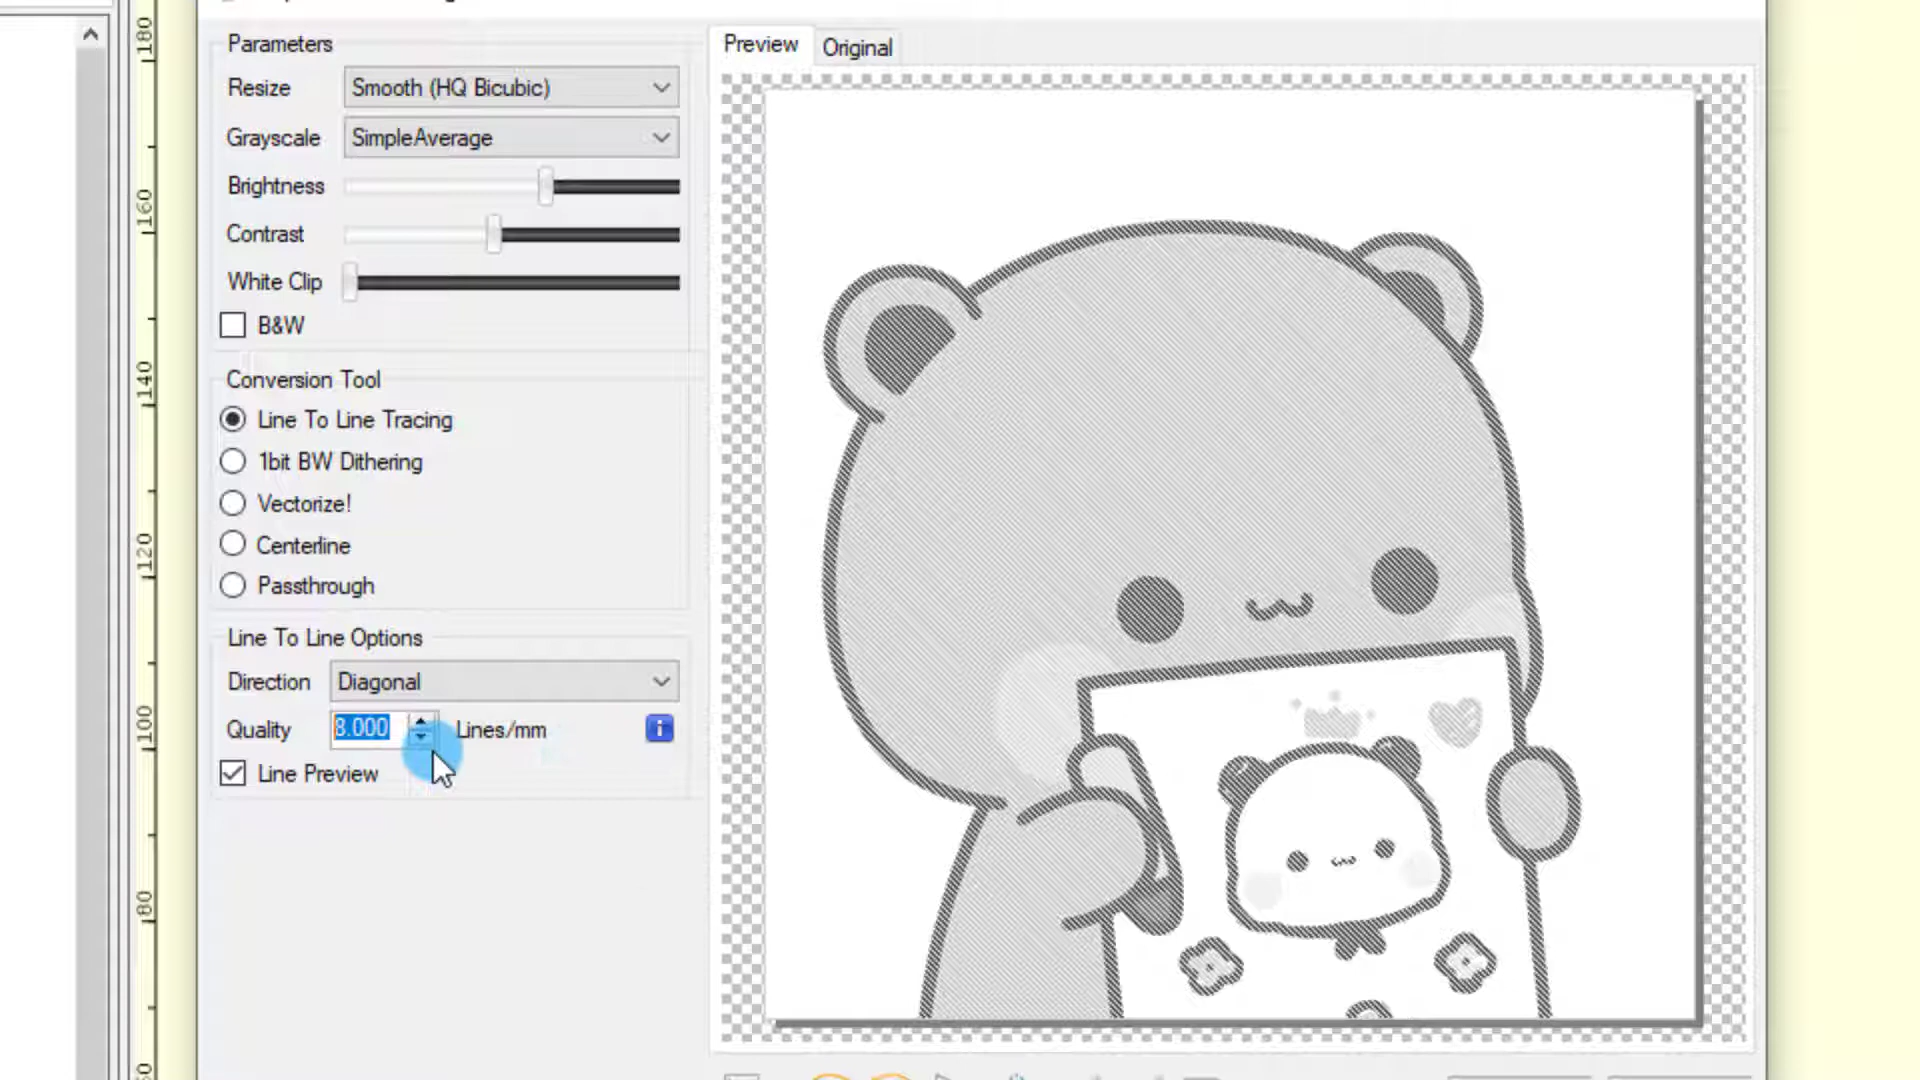 Parameters
Resize Smooth (HQ Bicubic)
Grayscale SimpleAverage
Brightness
Contrast
White Clip
B&W
Conversion Tool
Line To Line Tracing
1bit BW Dithering
Vectorize!
Centerline
Passthrough
Line To Line Options
Direction Diagonal
Quality 8.000 Lines/mm i
Line Preview
Preview Original
180
160
140
120
100
80